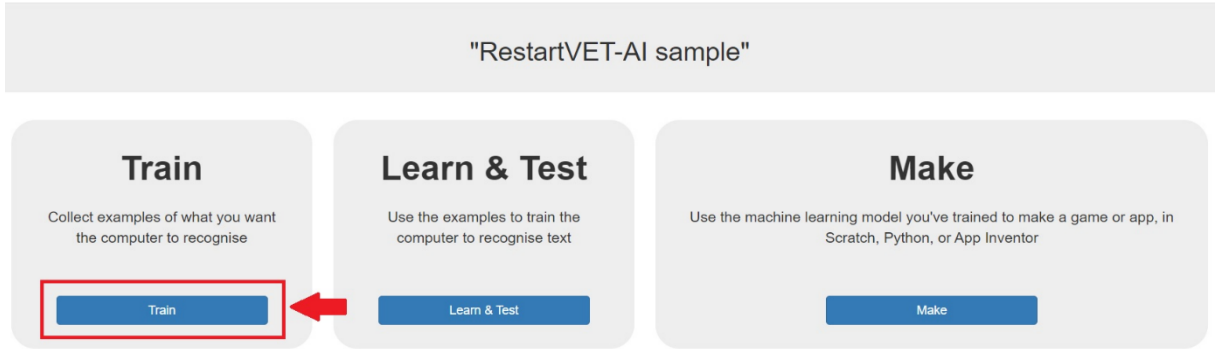 "RestartVET-AI sample"
Train
Collect examples of what you want
the computer to recognise
Train
Learn & Test
Use the examples to train the
computer to recognise text
Learn & Test
Make
Use the machine learning model you've trained to make a game or app, in
Scratch, Python, or App Inventor
Make